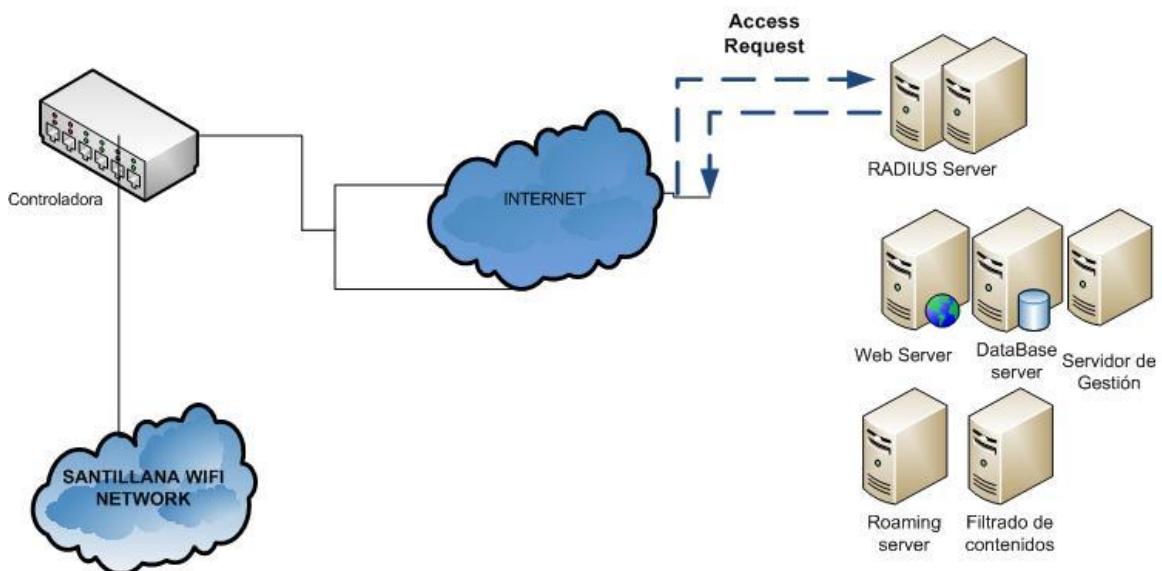 Access
Request
RADIUS Server
Controladora
INTERNET
Web Server
DataBase
server
Servidor de
Gestión
SANTILLANA WIFI
NETWORK
Roaming
server
Filtrado de
contenidos